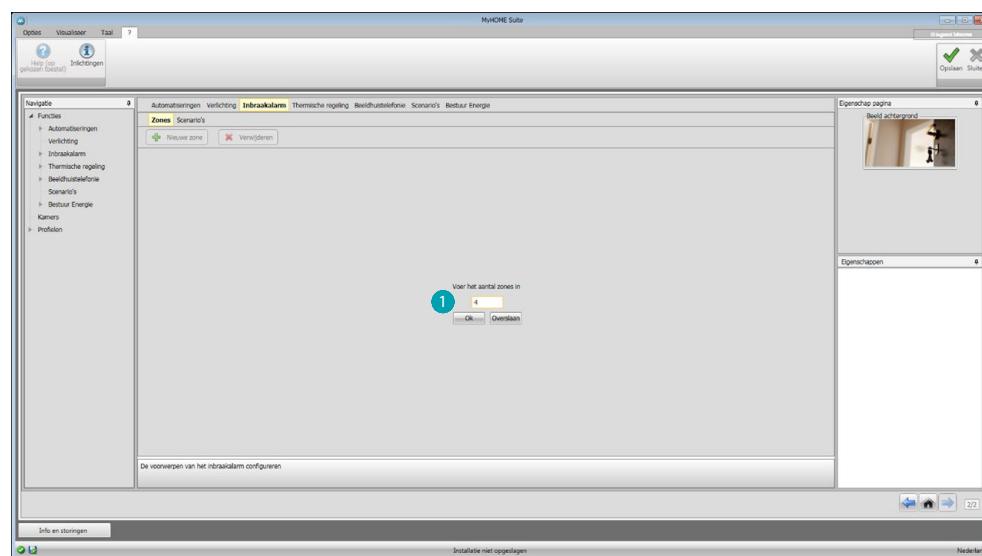 MyHOME Suite
Opties Visualiseer Taal ?
Help (op gekozen toestel)
Inlichtingen
Opslaan Sluite
Navigatie
Functies
Automatiseringen
Verlichting
Inbraakalarm
Thermische regeling
Beeldhuistelefonie
Scenario's
Bestuur Energie
Kamers
Profielen
Automatiseringen Verlichting Inbraakalarm Thermische regeling Beeldhuistelefonie Scenario's Bestuur Energie
Zones Scenario's
Nieuwe zone Verwijderen
Voer het aantal zones in
1 4
Ok Overslaan
De voorwerpen van het inbraakalarm configureren
Eigenschap pagina
Beeld achtergrond
Eigenschappen
2/2
Info en storingen
Installatie niet opgeslagen
Nederlan